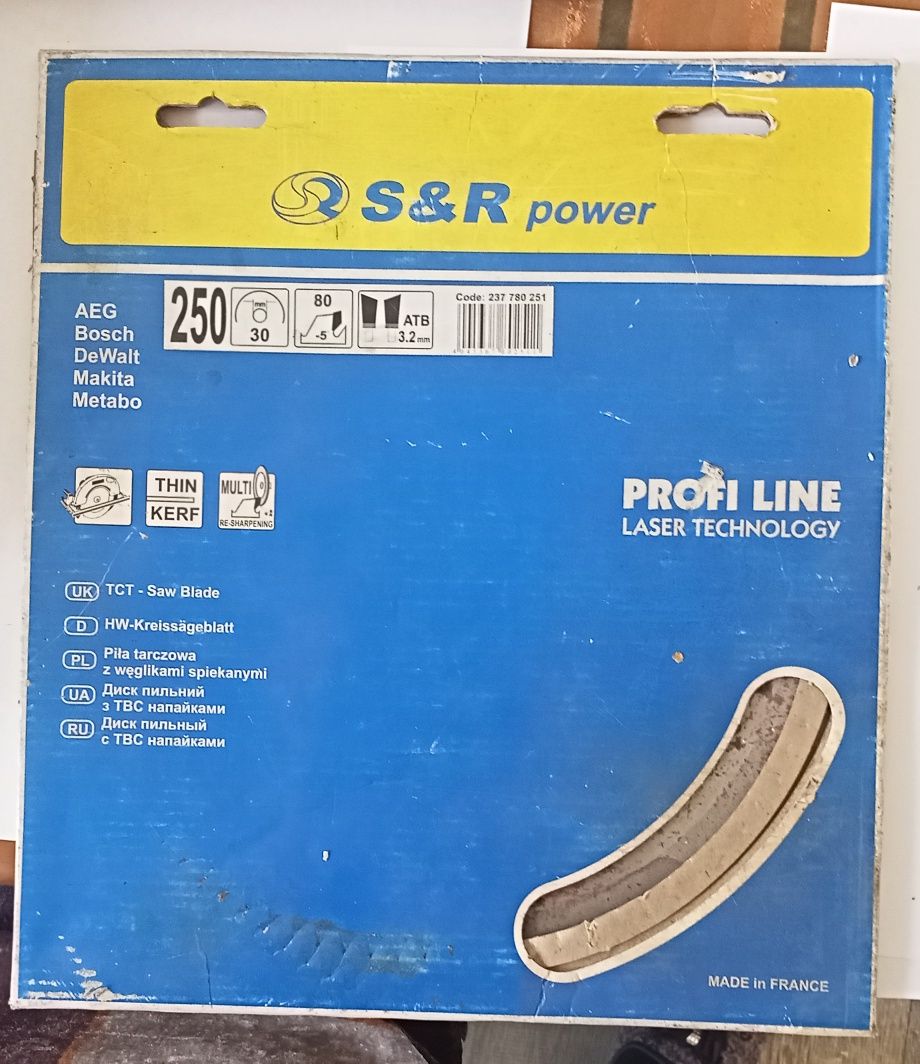 S&R power
AEG
Bosch
DeWalt
Makita
Metabo
250
mm
30
80
-5
ATB
3.2 mm
Code: 237 780 251
THIN
KERF
MULTI
+2
RE-SHARPENING
PROFI LINE
LASER TECHNOLOGY
UK TCT - Saw Blade
D HW-Kreissägeblatt
PL Piła tarczowa
z węglikami spiekanymi
UA Диск пильний
з ТВС напайками
RU Диск пильный
с ТВС напайками
MADE in FRANCE